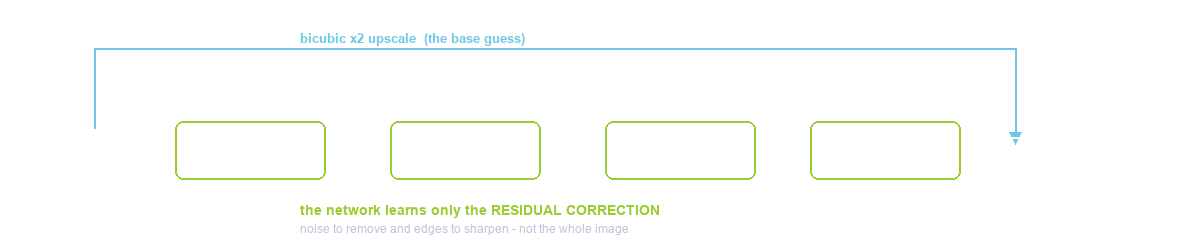 bicubic x2 upscale  (the base guess)
the network learns only the RESIDUAL CORRECTION
noise to remove and edges to sharpen - not the whole image